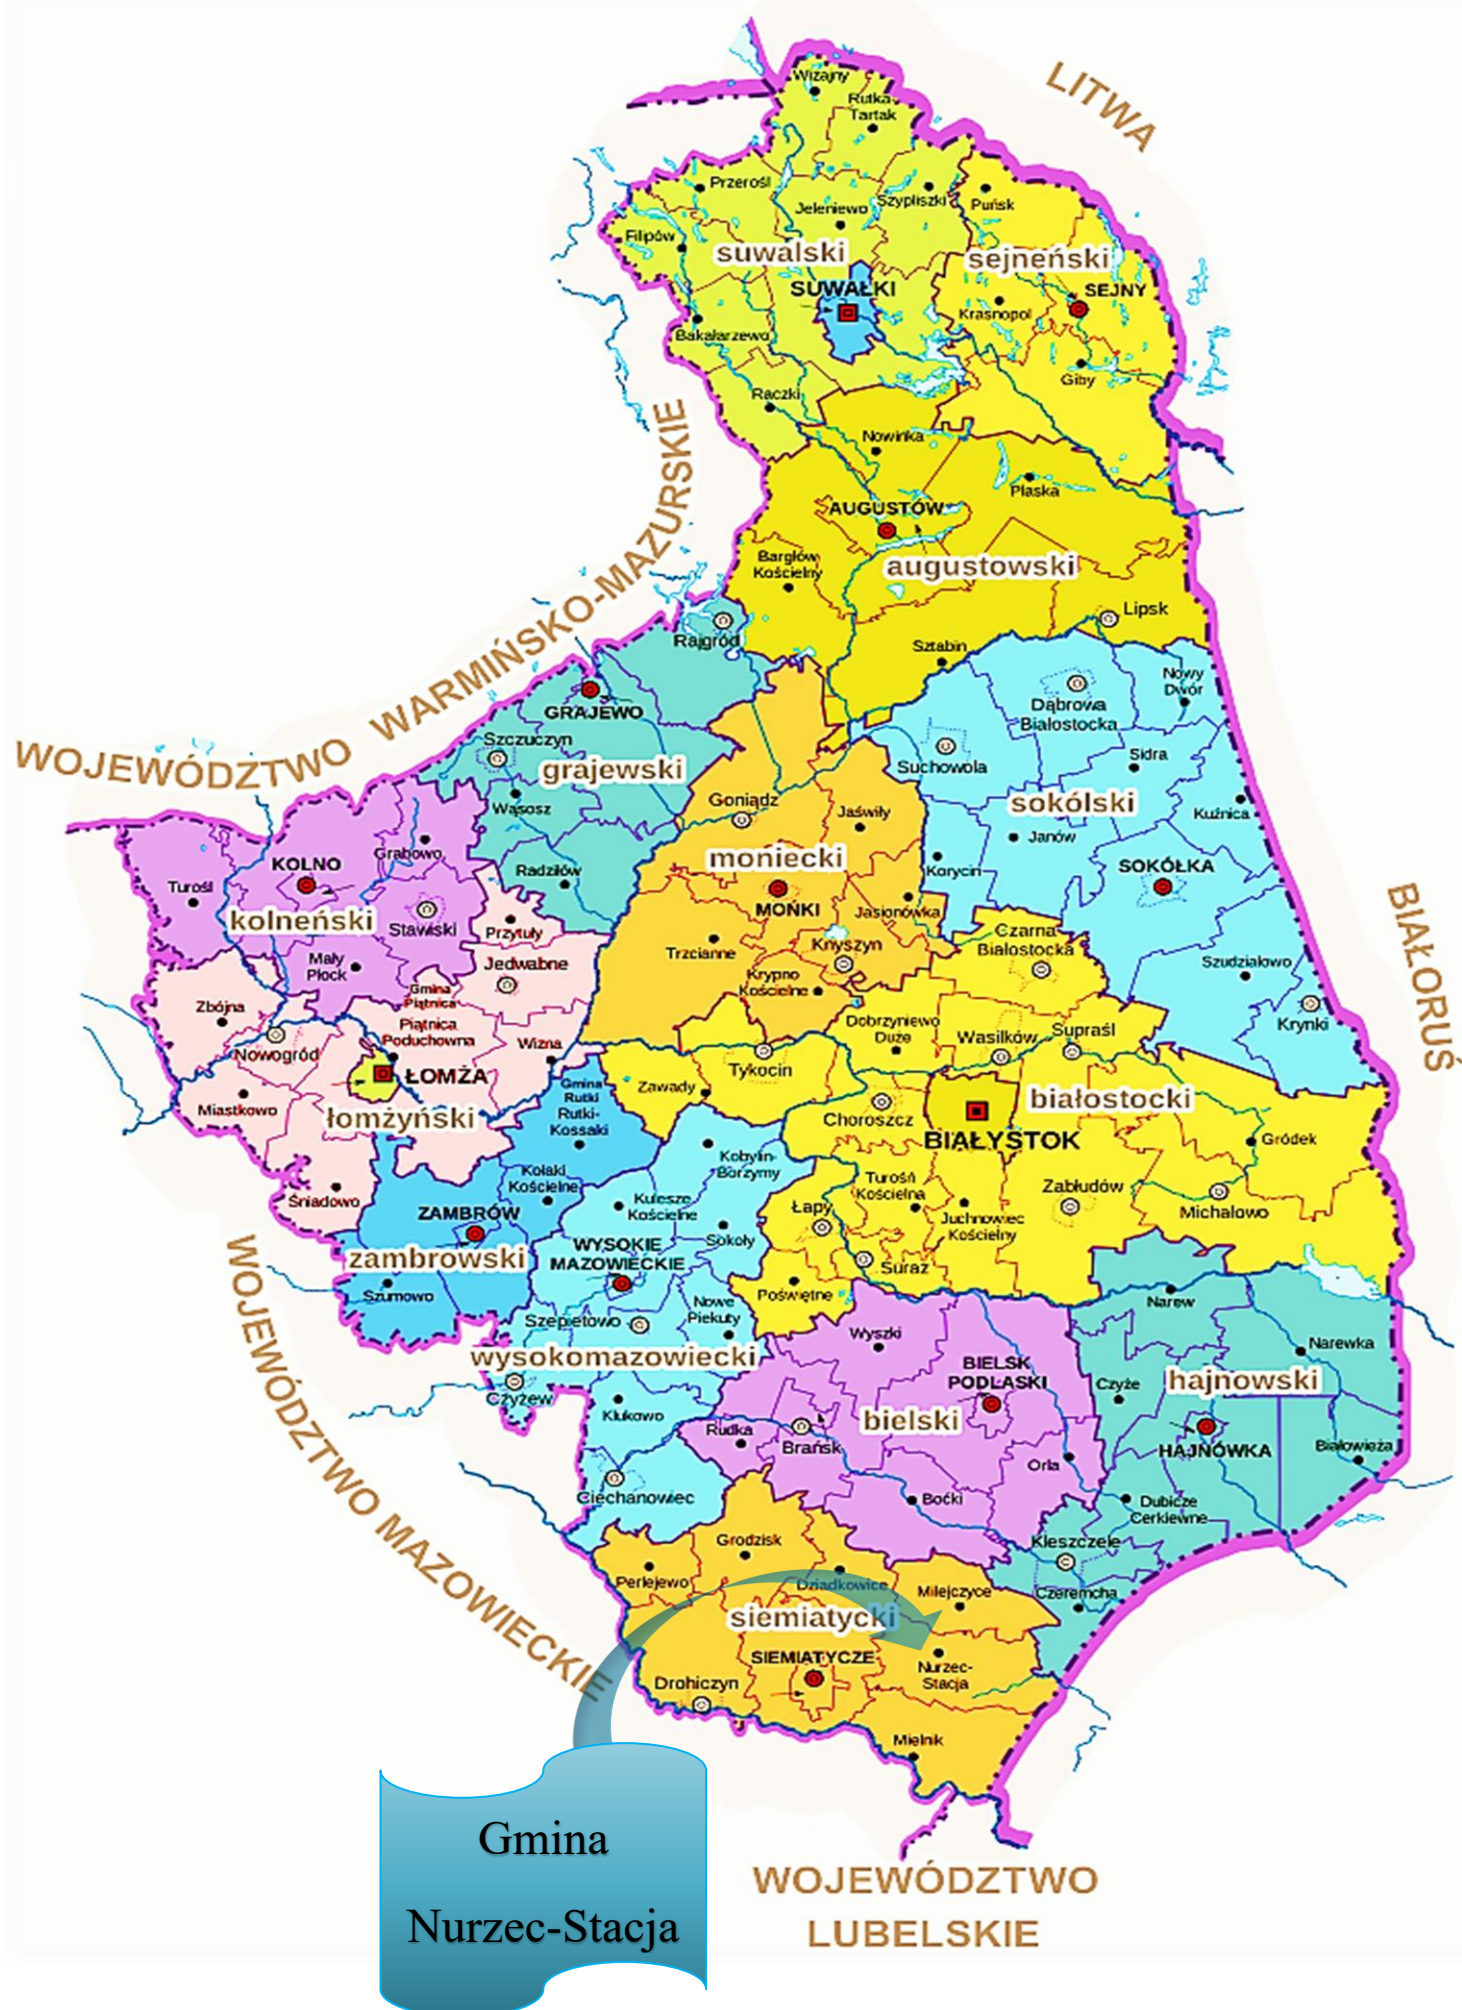 LITWA
Wizajny
Rutka-
Tartak
Przerośl
Szypliszki
Puńsk
Jeleniewo
Filipów
suwalski
sejneński
SUWAŁKI
SEJNY
Krasnopol
Bakałarzewo
Giby
Raczki
Nowinka
Płaska
AUGUSTÓW
Bargłów
Kościelny
augustowski
Lipsk
Sztabin
WOJEWÓDZTWO WARMIŃSKO-MAZURSKIE
Rajgród
GRAJEWO
Szczuczyn
grajewski
Wąsosz
Radziłów
Nowy
Dwór
Dąbrowa
Białostocka
Sidra
Suchowola
sokólski
Kuźnica
Janów
Korycin
SOKÓŁKA
Szudziałowo
Krynki
BIAŁORUŚ
Goniądz
Jaświły
moniecki
MOŃKI
Jasionówka
Trzcianne
Knyszyn
Krypno
Kościelne
KOLNO
Grabowo
Turośl
kolneński
Stawiski
Mały
Płock
Przytuły
Jedwabne
Gmina
Piątnica
Zbójna
Piątnica
Poduchowna
Nowogród
Wizna
ŁOMŻA
Miastkowo
łomżyński
Śniadowo
Czarna
Białostocka
Dobrzyniewo
Duże
Wasilków
Supraśl
Tykocin
Zawady
Choroszcz
białostocki
BIAŁYSTOK
Gródek
Turośń
Kościelna
Zabłudów
Michałowo
Łapy
Juchnowiec
Kościelny
Suraż
Poświętne
Gmina
Rutki
Rutki-
Kossaki
Kołaki
Kościelne
ZAMBRÓW
zambrowski
Szumowo
Kobylin-
Borzymy
Kulesze
Kościelne
Sokoły
WYSOKIE
MAZOWIECKIE
Nowe
Piekuty
Szepietowo
wysokomazowiecki
Czyżew
Klukowo
Ciechanowiec
WOJEWÓDZTWO MAZOWIECKIE
Wyszki
BIELSK
PODLASKI
bielski
Rudka
Brańsk
Orla
Boćki
Narew
Narewka
Czyże
hajnowski
HAJNÓWKA
Białowieża
Dubicze
Cerkiewne
Kleszczele
Czeremcha
Grodzisk
Perlejewo
Dziadkowice
Milejczyce
siemiatycki
SIEMIATYCZE
Nurzec-
Stacja
Drohiczyn
Mielnik
Gmina
Nurzec-Stacja
WOJEWÓDZTWO
LUBELSKIE